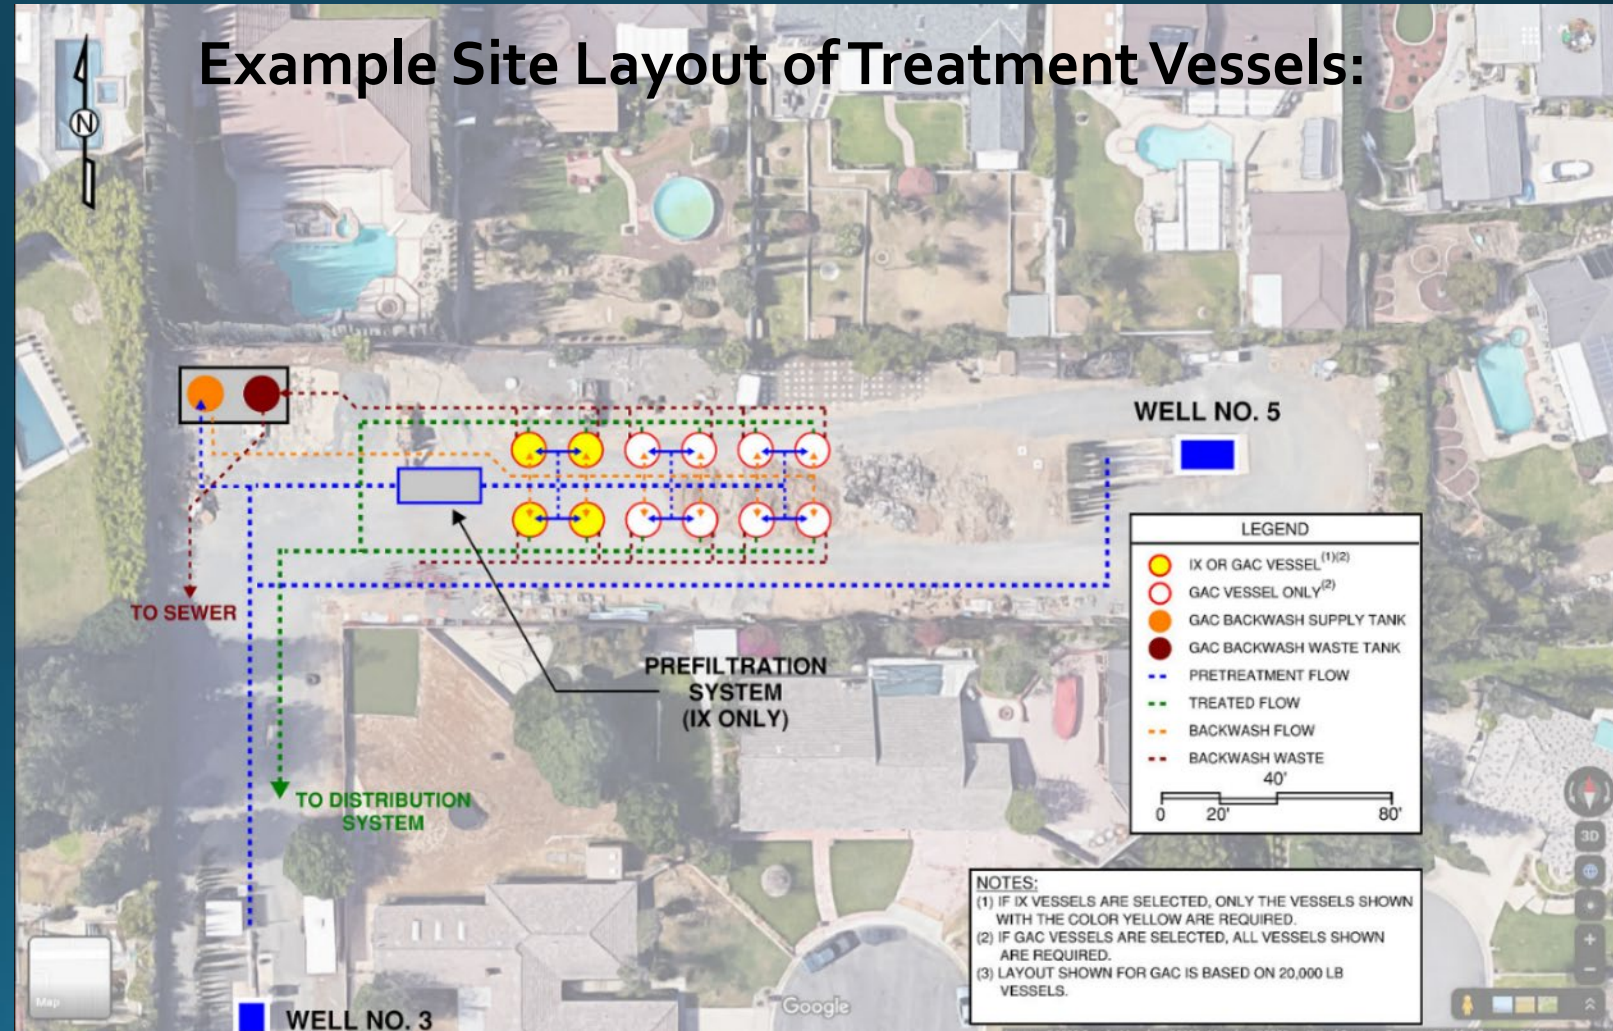 Example Site Layout of Treatment Vessels:
N
WELL NO. 5
TO SEWER
PREFILTRATION
SYSTEM
(IX ONLY)
TO DISTRIBUTION
SYSTEM
WELL NO. 3
LEGEND
IX OR GAC VESSEL(1)(2)
GAC VESSEL ONLY(2)
GAC BACKWASH SUPPLY TANK
GAC BACKWASH WASTE TANK
PRETREATMENT FLOW
TREATED FLOW
BACKWASH FLOW
BACKWASH WASTE
40'
0 20' 80'
NOTES:
(1) IF IX VESSELS ARE SELECTED, ONLY THE VESSELS SHOWN
WITH THE COLOR YELLOW ARE REQUIRED.
(2) IF GAC VESSELS ARE SELECTED, ALL VESSELS SHOWN
ARE REQUIRED.
(3) LAYOUT SHOWN FOR GAC IS BASED ON 20,000 LB
VESSELS.
3D
Map
Google